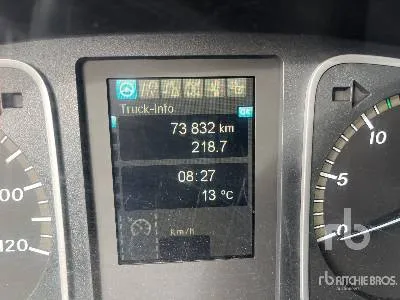 Truck-Info
OK
73 832 km
218.7
08:27
13 °C
km/h
100
120
10
5
0
rb
RITCHIE BROS.